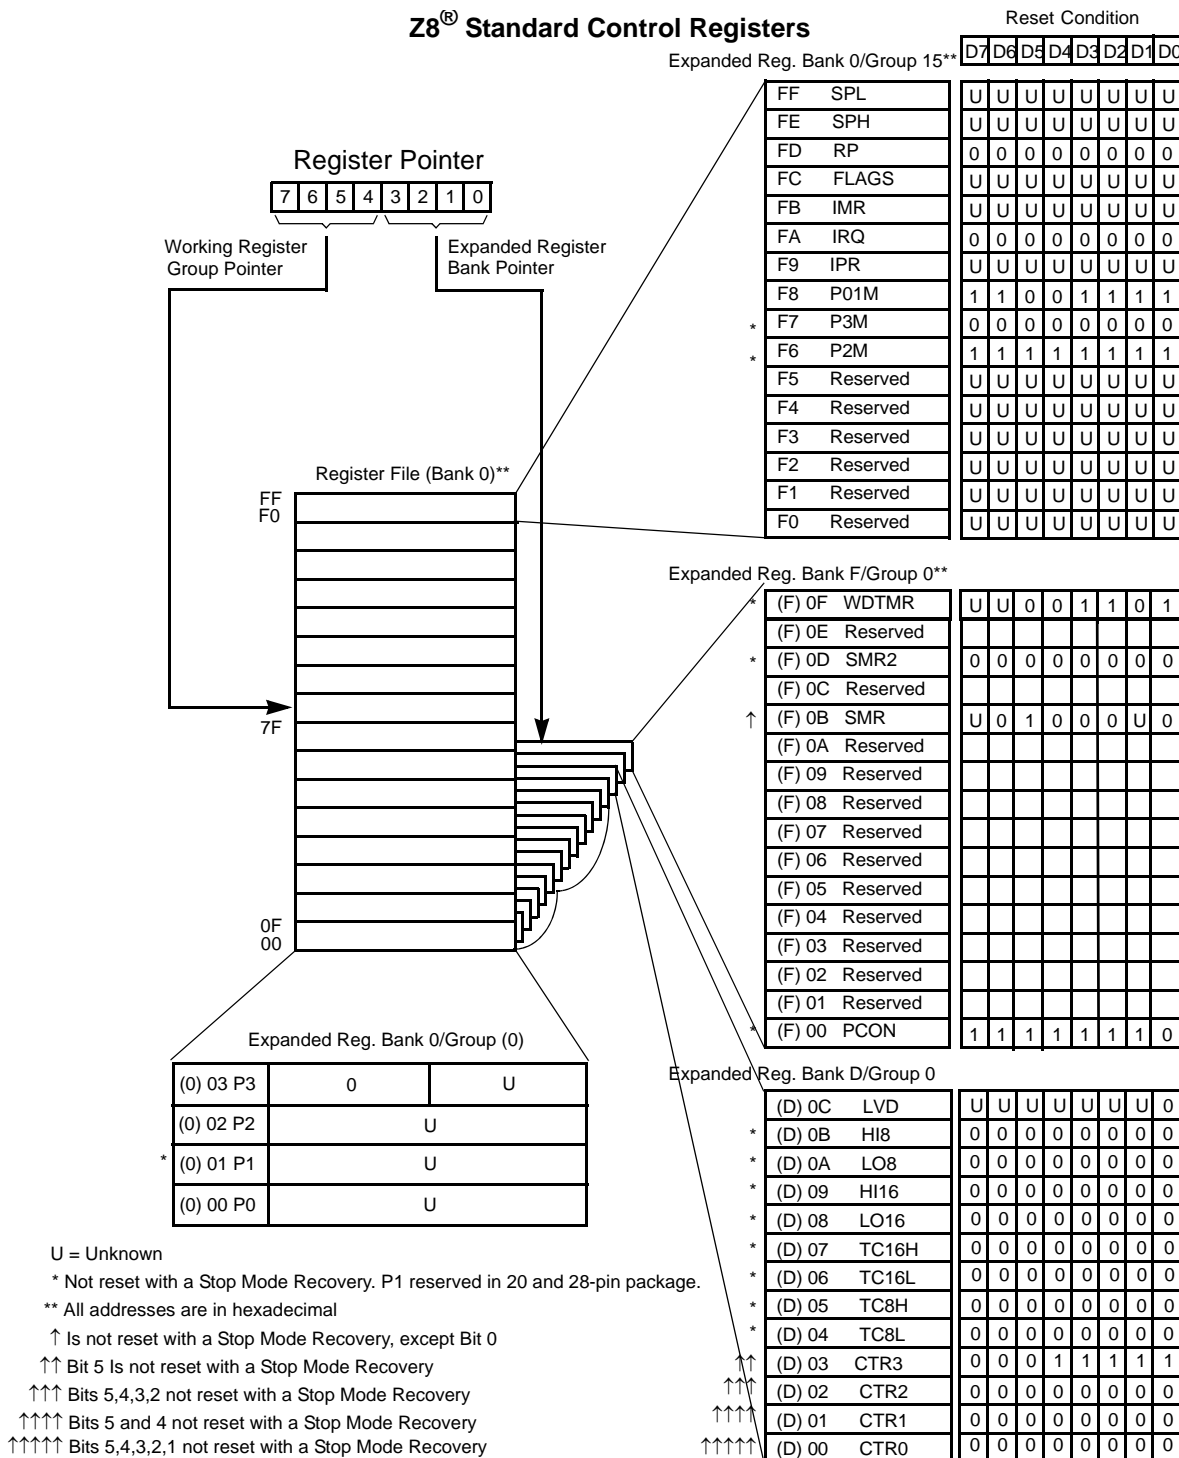 Z8(R) Standard Control Registers
Reset Condition
Expanded Reg. Bank 0/Group 15**
D7 D6 D5 D4 D3 D2 D1 D0
FF SPL U U U U U U U U
FE SPH U U U U U U U U
FD RP 0 0 0 0 0 0 0 0
FC FLAGS U U U U U U U U
FB IMR U U U U U U U U
FA IRQ 0 0 0 0 0 0 0 0
F9 IPR U U U U U U U U
F8 P01M 1 1 0 0 1 1 1 1
* F7 P3M 0 0 0 0 0 0 0 0
* F6 P2M 1 1 1 1 1 1 1 1
F5 Reserved U U U U U U U U
F4 Reserved U U U U U U U U
F3 Reserved U U U U U U U U
F2 Reserved U U U U U U U U
F1 Reserved U U U U U U U U
F0 Reserved U U U U U U U U
Register Pointer
7 6 5 4 3 2 1 0
Working Register
Group Pointer
Expanded Register
Bank Pointer
Register File (Bank 0)**
FF
F0
7F
0F
00
Expanded Reg. Bank F/Group 0**
* (F) 0F WDTMR U U 0 0 1 1 0 1
(F) 0E Reserved
* (F) 0D SMR2 0 0 0 0 0 0 0 0
(F) 0C Reserved
↑ (F) 0B SMR U 0 1 0 0 0 U 0
(F) 0A Reserved
(F) 09 Reserved
(F) 08 Reserved
(F) 07 Reserved
(F) 06 Reserved
(F) 05 Reserved
(F) 04 Reserved
(F) 03 Reserved
(F) 02 Reserved
(F) 01 Reserved
* (F) 00 PCON 1 1 1 1 1 1 1 0
Expanded Reg. Bank 0/Group (0)
(0) 03 P3 0 U
(0) 02 P2 U
* (0) 01 P1 U
(0) 00 P0 U
Expanded Reg. Bank D/Group 0
(D) 0C LVD U U U U U U U 0
* (D) 0B HI8 0 0 0 0 0 0 0 0
* (D) 0A LO8 0 0 0 0 0 0 0 0
* (D) 09 HI16 0 0 0 0 0 0 0 0
* (D) 08 LO16 0 0 0 0 0 0 0 0
* (D) 07 TC16H 0 0 0 0 0 0 0 0
* (D) 06 TC16L 0 0 0 0 0 0 0 0
* (D) 05 TC8H 0 0 0 0 0 0 0 0
* (D) 04 TC8L 0 0 0 0 0 0 0 0
↑↑ (D) 03 CTR3 0 0 0 1 1 1 1 1
↑↑↑ (D) 02 CTR2 0 0 0 0 0 0 0 0
↑↑↑↑ (D) 01 CTR1 0 0 0 0 0 0 0 0
↑↑↑↑↑ (D) 00 CTR0 0 0 0 0 0 0 0 0
U = Unknown
* Not reset with a Stop Mode Recovery. P1 reserved in 20 and 28-pin package.
** All addresses are in hexadecimal
↑ Is not reset with a Stop Mode Recovery, except Bit 0
↑↑ Bit 5 Is not reset with a Stop Mode Recovery
↑↑↑ Bits 5,4,3,2 not reset with a Stop Mode Recovery
↑↑↑↑ Bits 5 and 4 not reset with a Stop Mode Recovery
↑↑↑↑↑ Bits 5,4,3,2,1 not reset with a Stop Mode Recovery